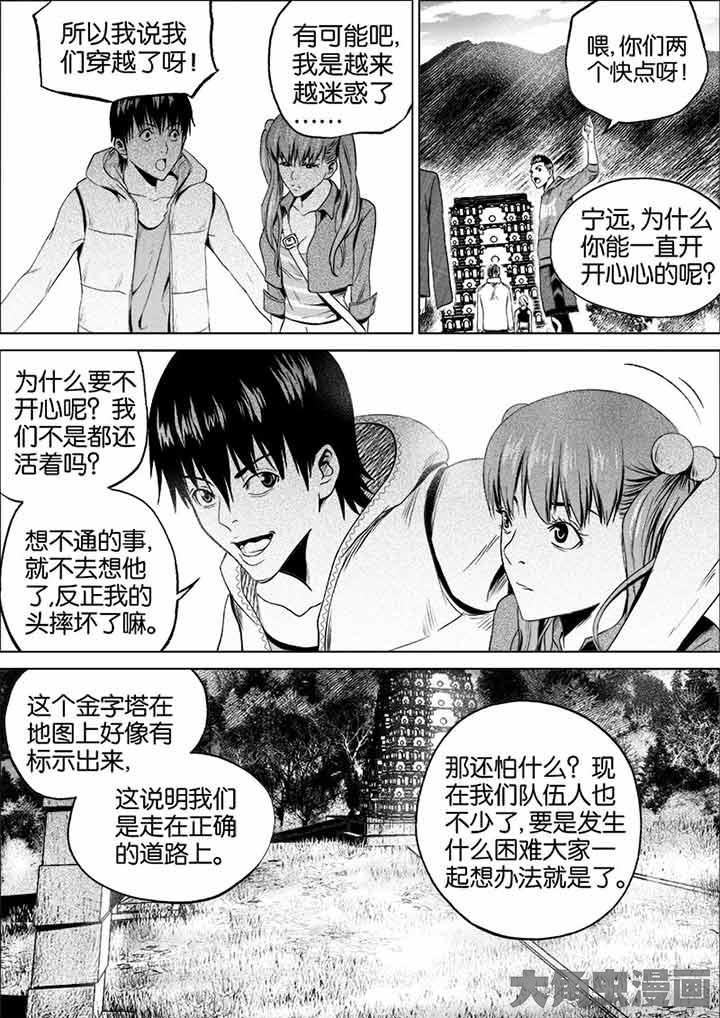 所以我说我
们穿越了呀！
有可能吧，
我是越来
越迷惑了
……
喂，你们两
个快点呀！
宁远，为什么
你能一直开
开心心的呢？
为什么要不
开心呢？我
们不是都还
活着吗？
想不通的事，
就不去想他
了，反正我的
头摔坏了嘛。
这个金字塔在
地图上好像有
标示出来，
这说明我们
是走在正确
的道路上。
那还怕什么？现
在我们队伍人也
不少了，要是发生
什么困难大家一
起想办法就是了。
大角虫漫画